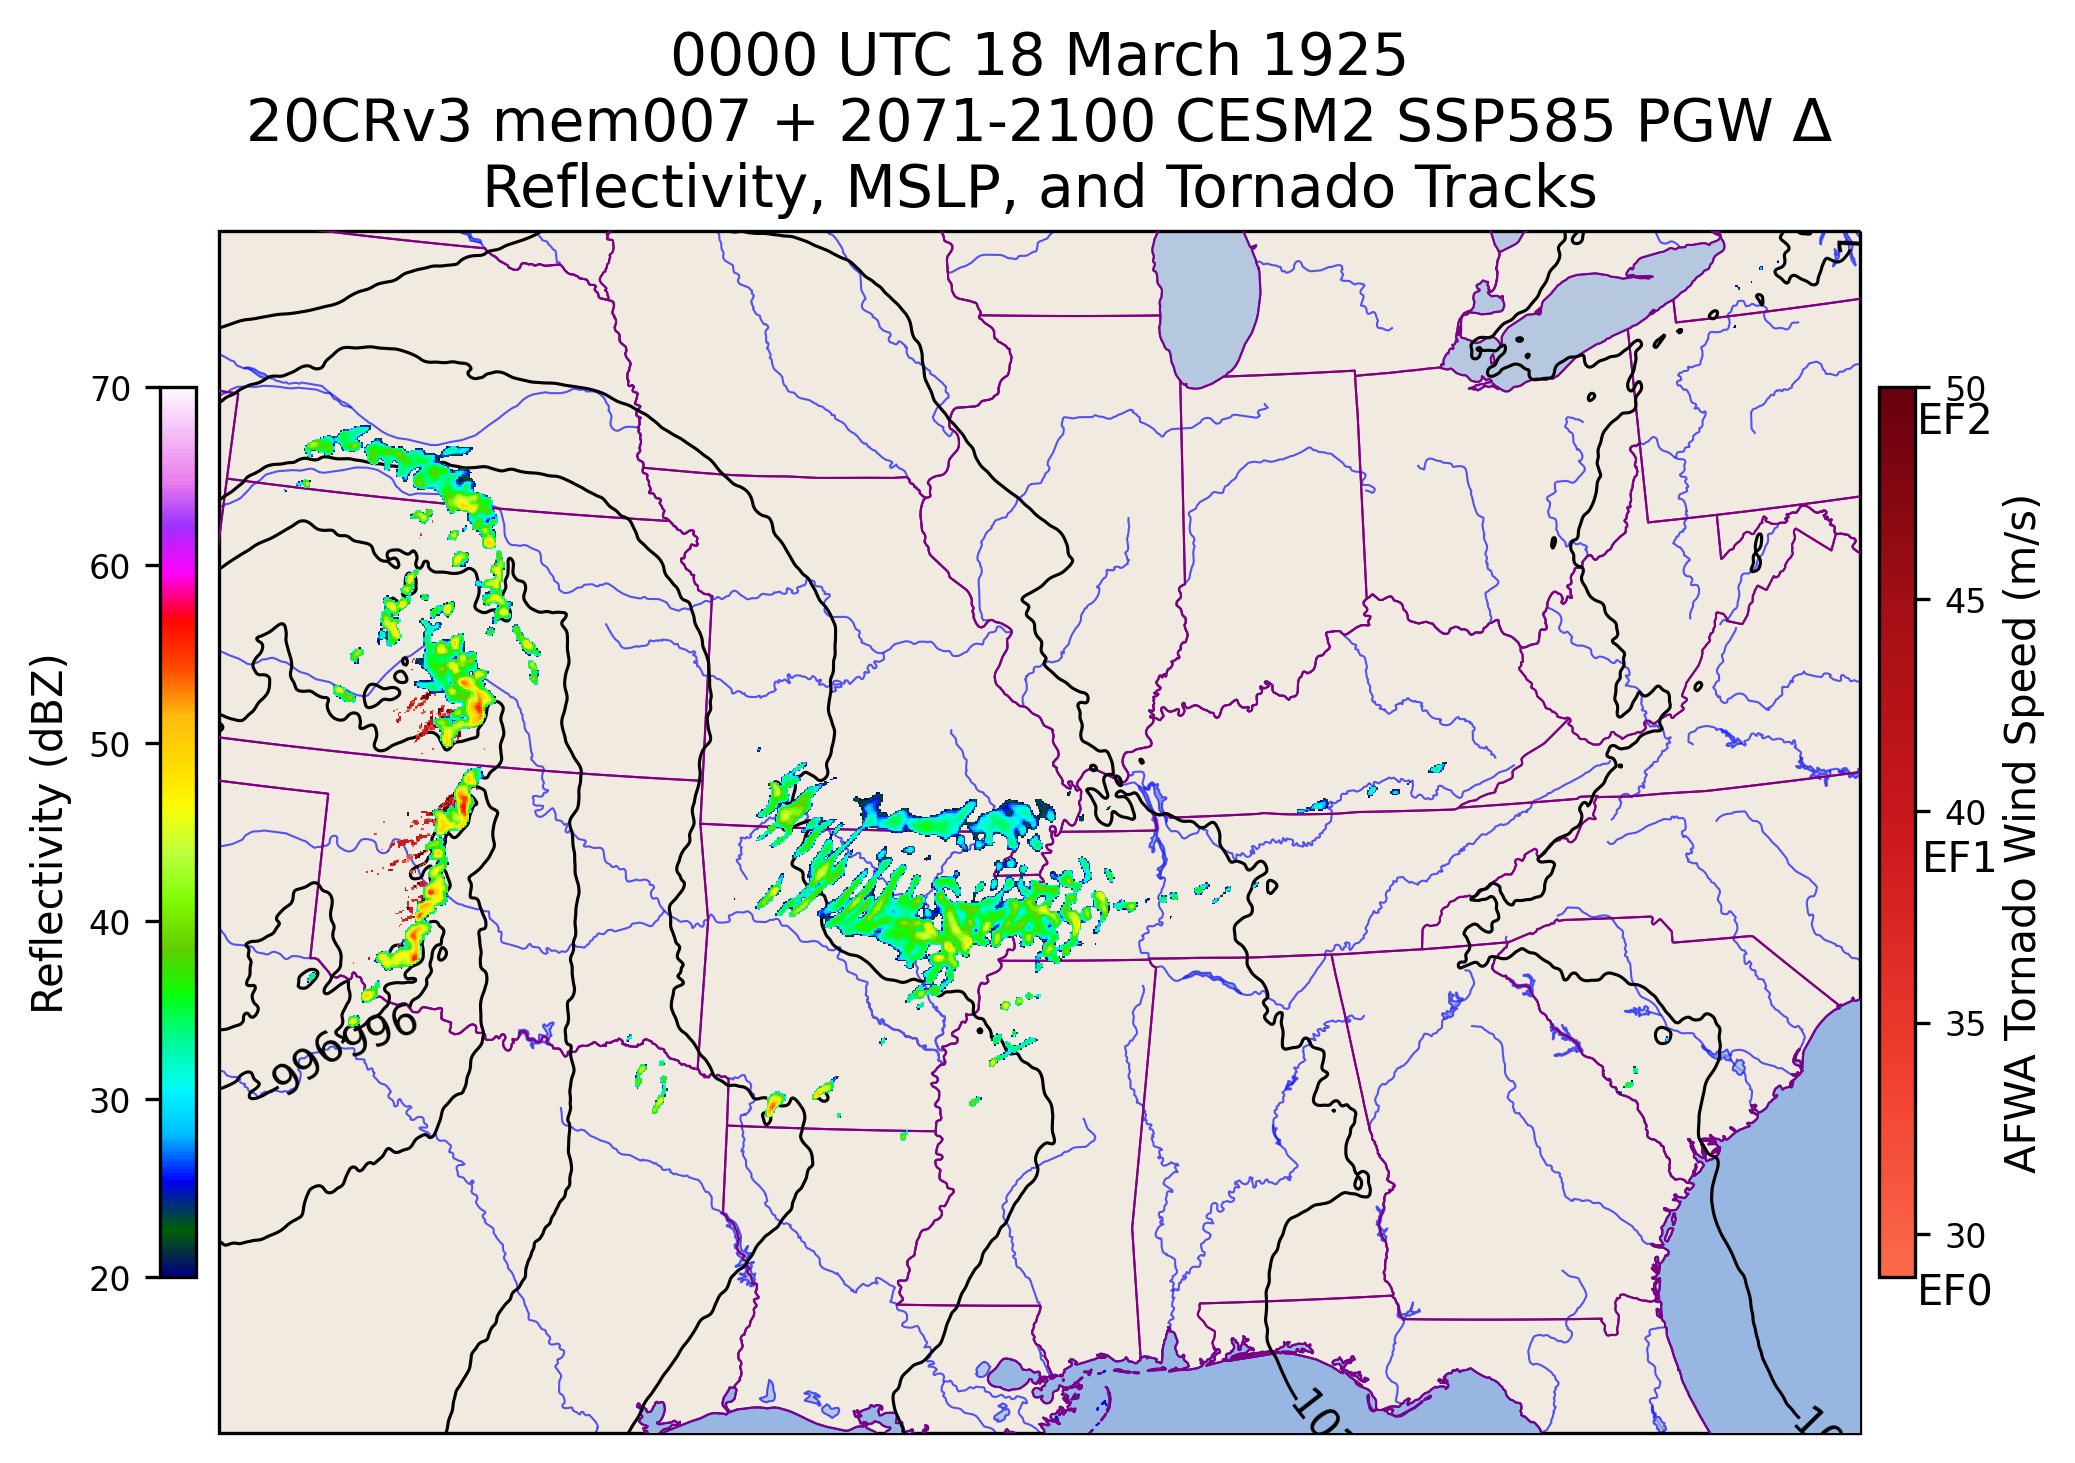 0000 UTC 18 March 1925
20CRv3 mem007 + 2071-2100 CESM2 SSP585 PGW Δ
Reflectivity, MSLP, and Tornado Tracks
Reflectivity (dBZ)
70
60
50
40
30
20
996
996
50
EF2
45
40
EF1
35
30
EF0
AFWA Tornado Wind Speed (m/s)